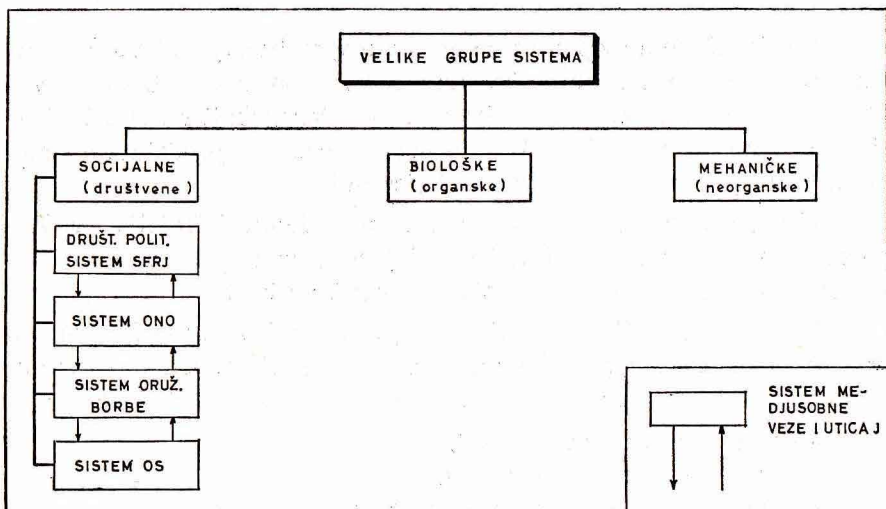 VELIKE GRUPE SISTEMA
SOCIJALNE
(društvene)
BIOLOŠKE
(organske)
MEHANIČKE
(neorganske)
DRUŠT. POLIT.
SISTEM SFRJ
SISTEM ONO
SISTEM ORUŽ.
BORBE
SISTEM OS
SISTEM ME-
DJUSOBNE
VEZE I UTICAJ